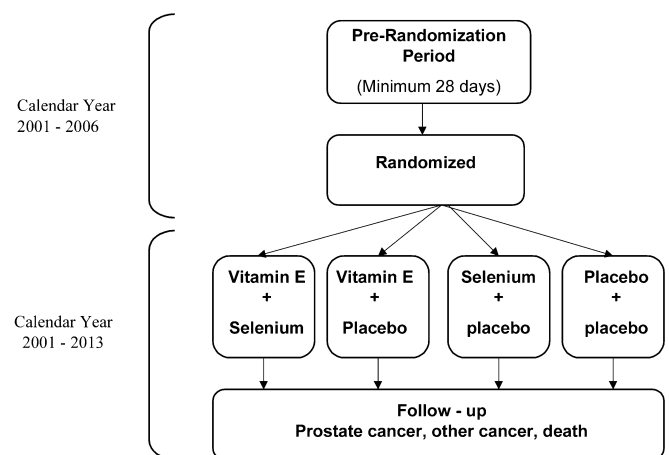 Pre-Randomization
Period
(Minimum 28 days)
Calendar Year
2001 - 2006
Randomized
Vitamin E
+
Selenium
Vitamin E
+
Placebo
Selenium
+
placebo
Placebo
+
placebo
Calendar Year
2001 - 2013
Follow - up
Prostate cancer, other cancer, death